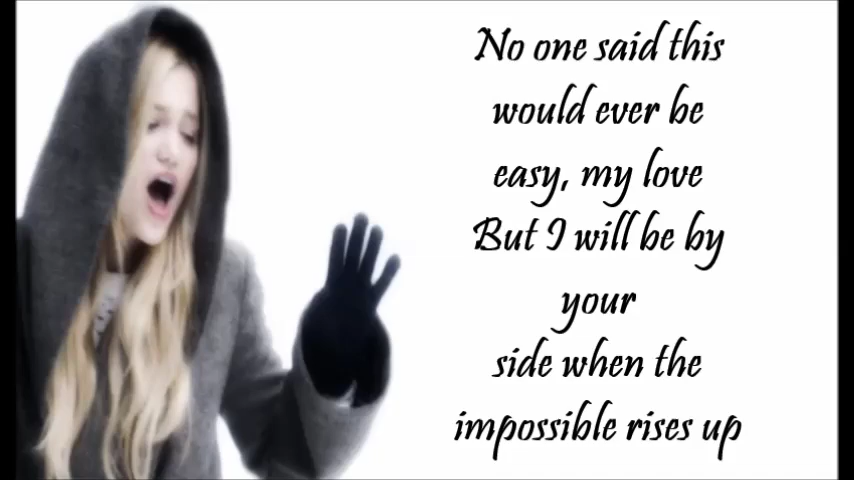 No one said this
would ever be
easy, my love
But I will be by
your
side when the
impossible rises up